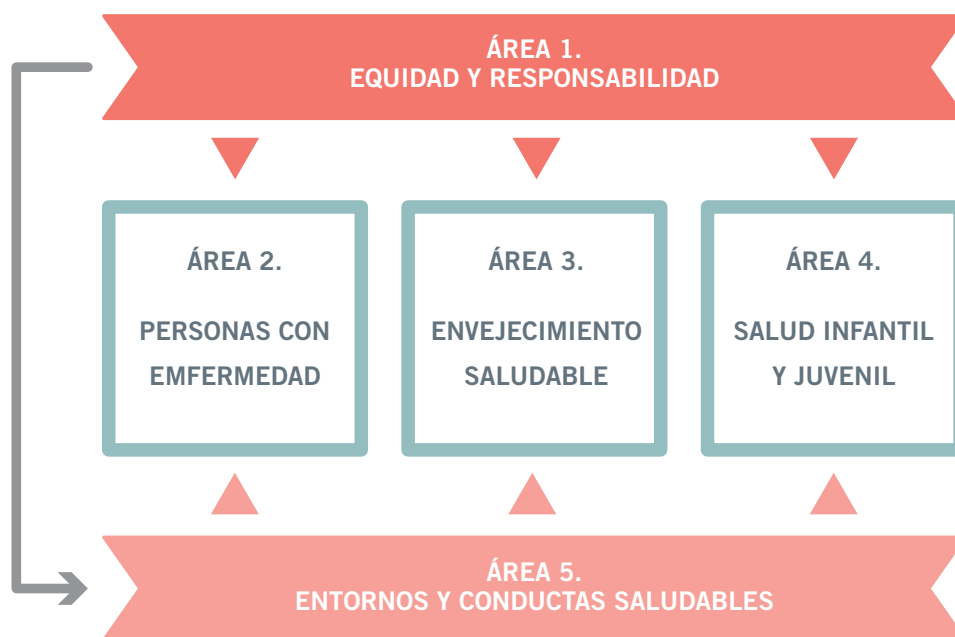 ÁREA 1.
EQUIDAD Y RESPONSABILIDAD
ÁREA 2.
PERSONAS CON
EMFERMEDAD
ÁREA 3.
ENVEJECIMIENTO
SALUDABLE
ÁREA 4.
SALUD INFANTIL
Y JUVENIL
ÁREA 5.
ENTORNOS Y CONDUCTAS SALUDABLES